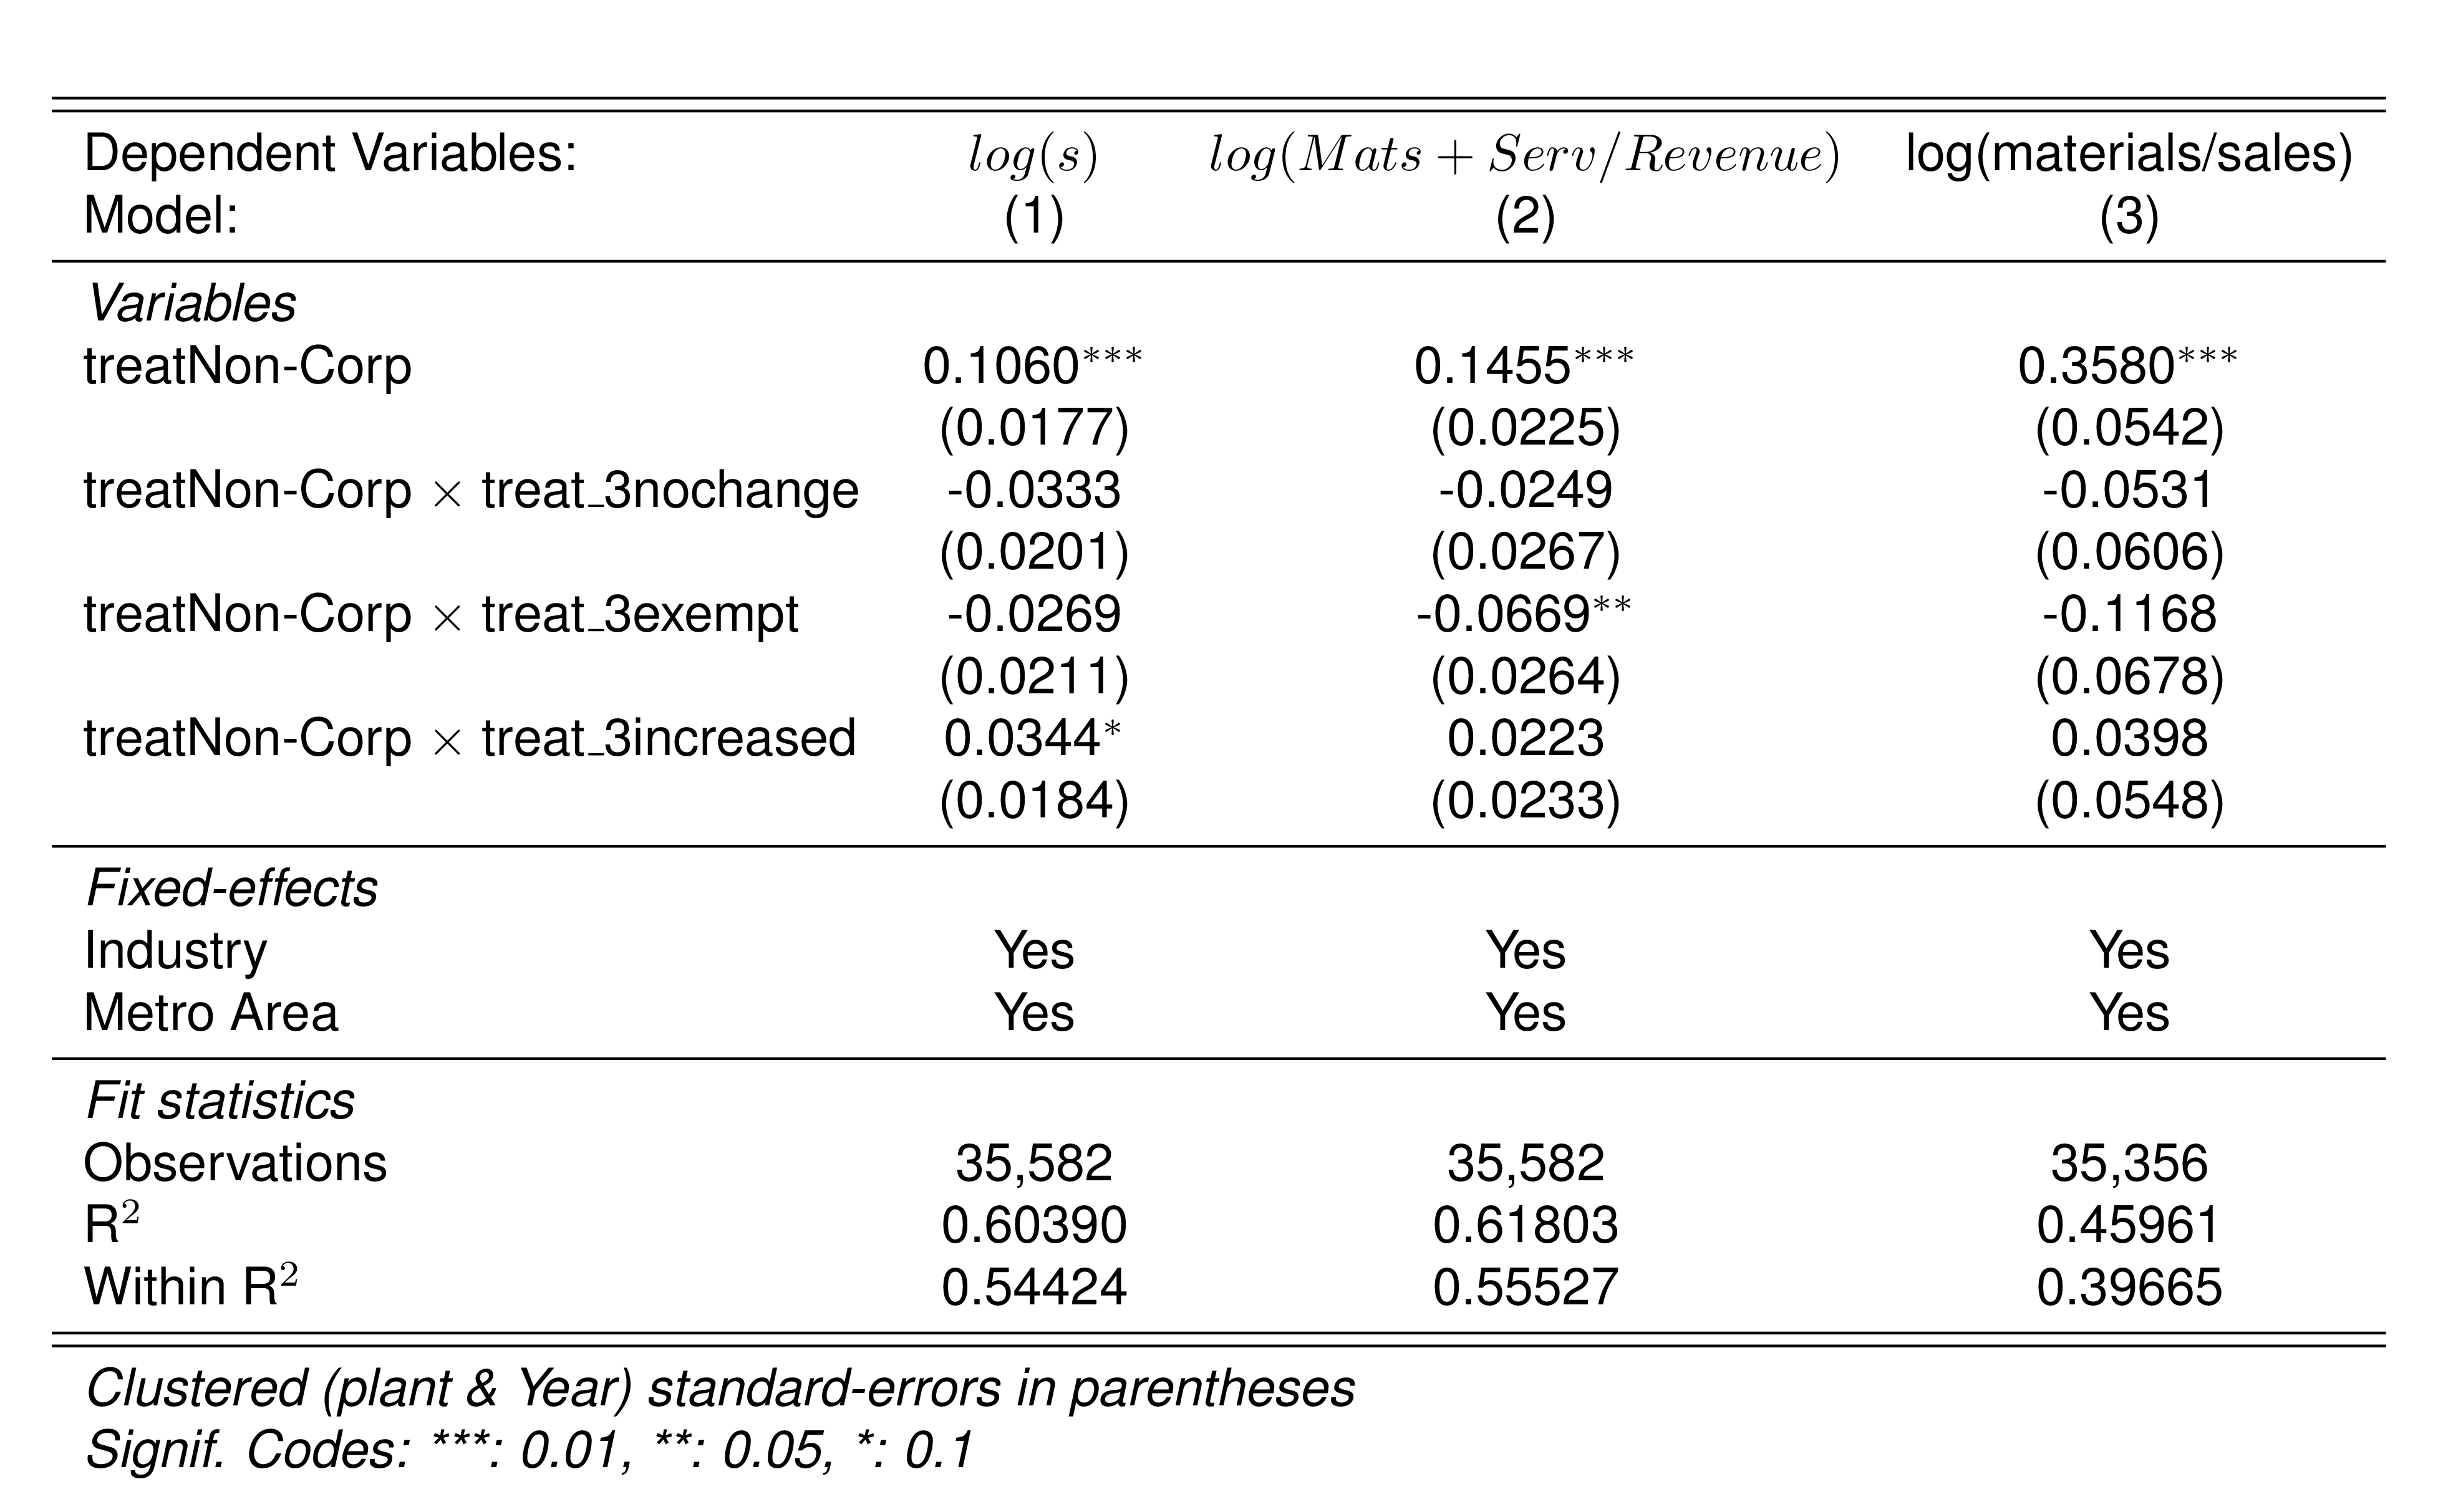 Dependent Variables: log(s) log(Mats + Serv/Revenue) log(materials/sales)
Model: (1) (2) (3)
Variables
treatNon-Corp 0.1060*** 0.1455*** 0.3580***
(0.0177) (0.0225) (0.0542)
treatNon-Corp × treat_3nochange -0.0333 -0.0249 -0.0531
(0.0201) (0.0267) (0.0606)
treatNon-Corp × treat_3exempt -0.0269 -0.0669** -0.1168
(0.0211) (0.0264) (0.0678)
treatNon-Corp × treat_3increased 0.0344* 0.0223 0.0398
(0.0184) (0.0233) (0.0548)
Fixed-effects
Industry Yes Yes Yes
Metro Area Yes Yes Yes
Fit statistics
Observations 35,582 35,582 35,356
R² 0.60390 0.61803 0.45961
Within R² 0.54424 0.55527 0.39665
Clustered (plant & Year) standard-errors in parentheses
Signif. Codes: ***: 0.01, **: 0.05, *: 0.1